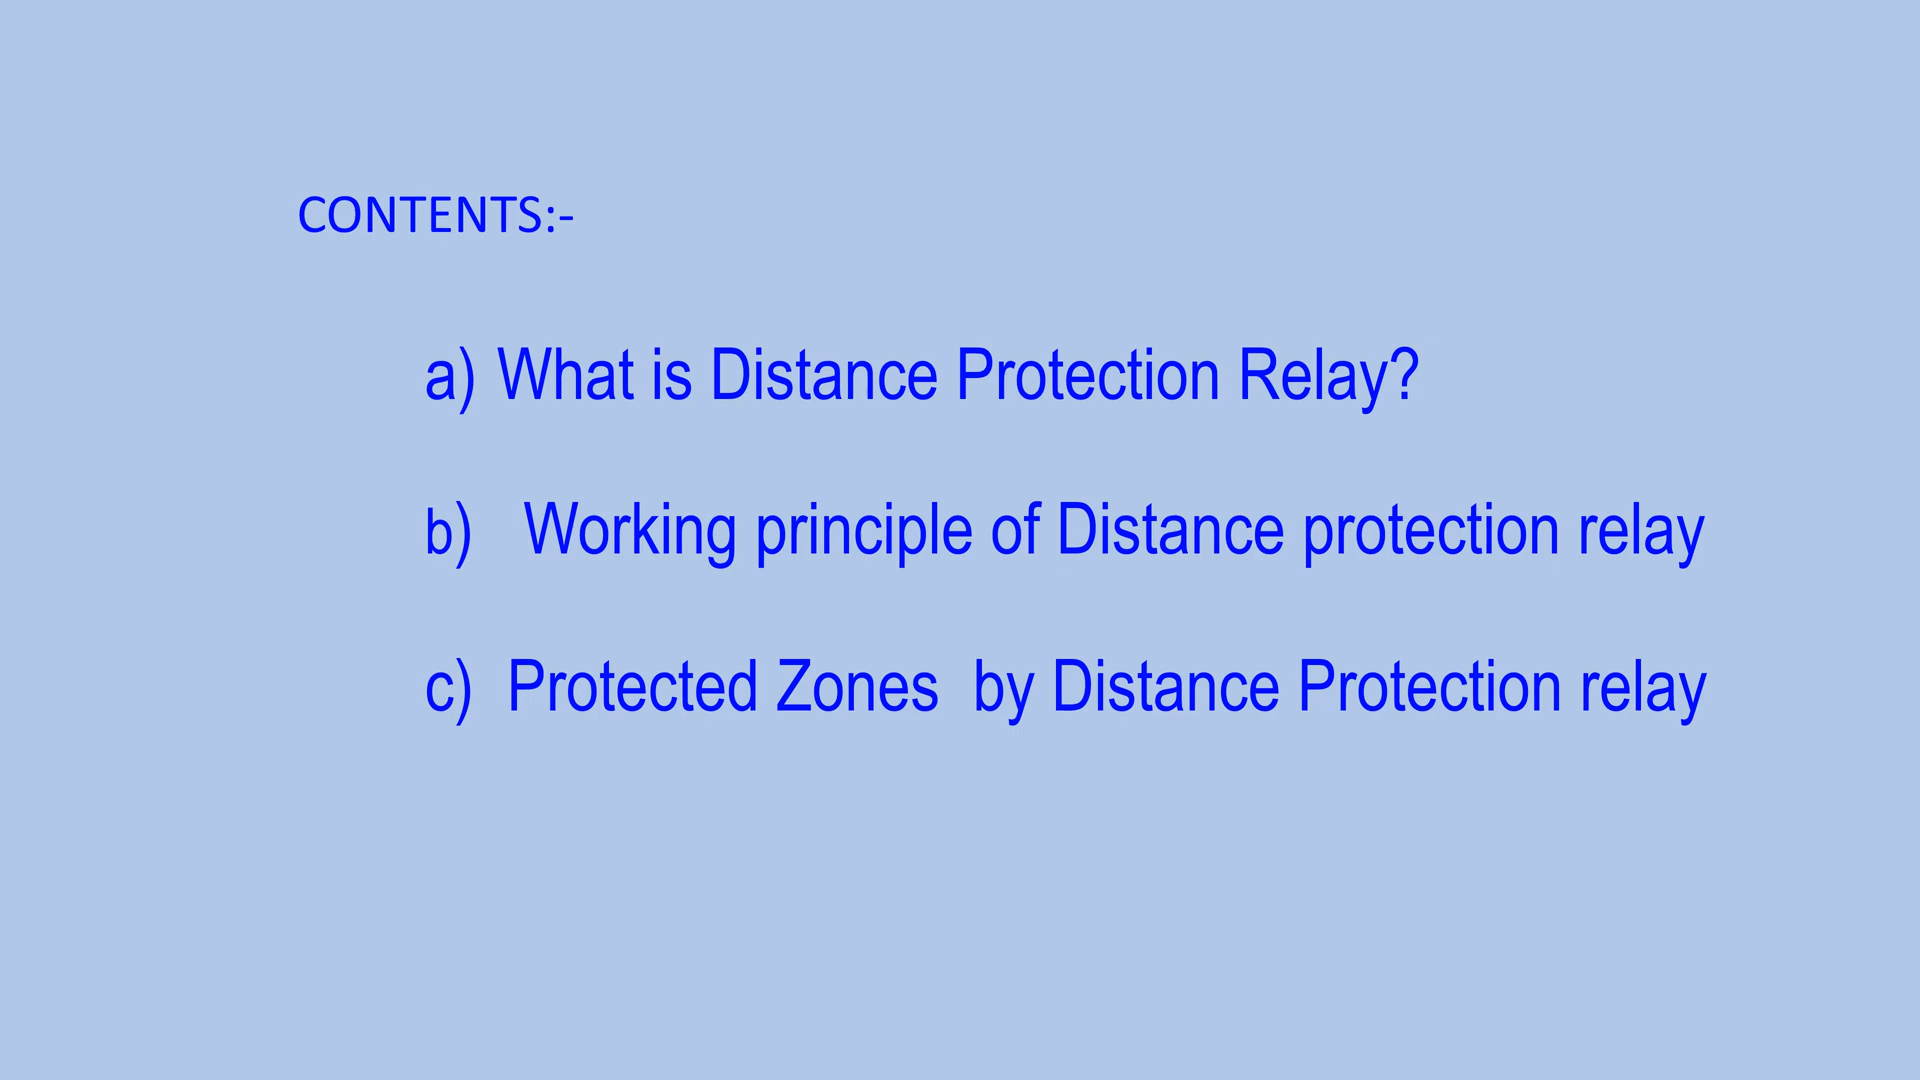 CONTENTS:-
a) What is Distance Protection Relay?
b) Working principle of Distance protection relay
c) Protected Zones by Distance Protection relay